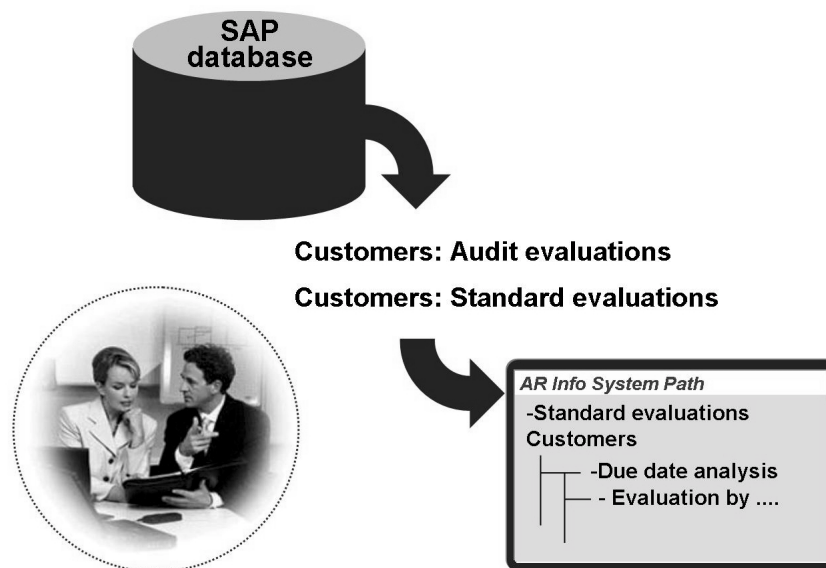 SAP
database
Customers: Audit evaluations
Customers: Standard evaluations
AR Info System Path
-Standard evaluations
Customers
-Due date analysis
- Evaluation by ....